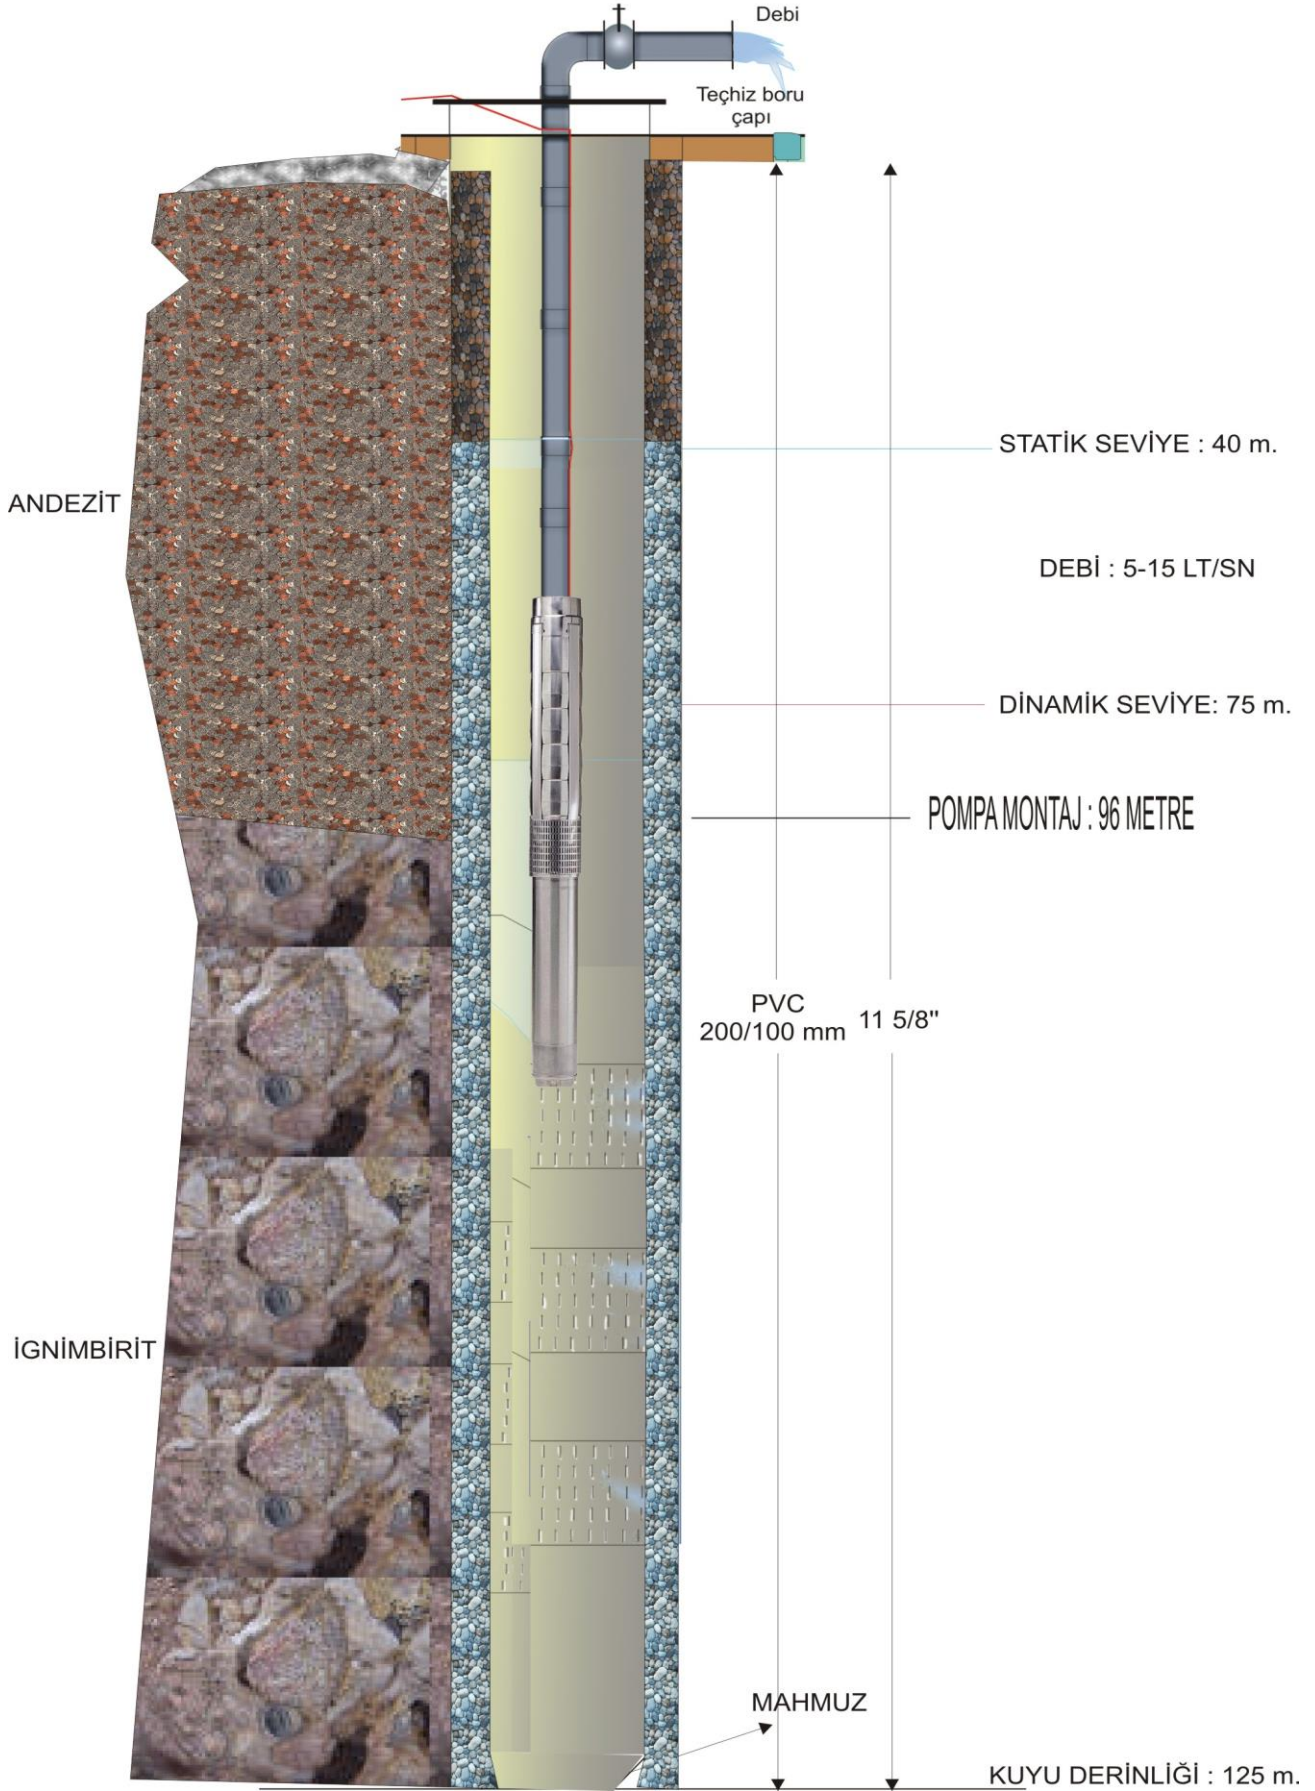 Debi
Teçhiz boru
çapı
STATİK SEVİYE : 40 m.
ANDEZİT
DEBİ : 5-15 LT/SN
DİNAMİK SEVİYE: 75 m.
POMPA MONTAJ : 96 METRE
PVC
200/100 mm
11 5/8"
İGNİMBİRİT
MAHMUZ
KUYU DERİNLİĞİ : 125 m.